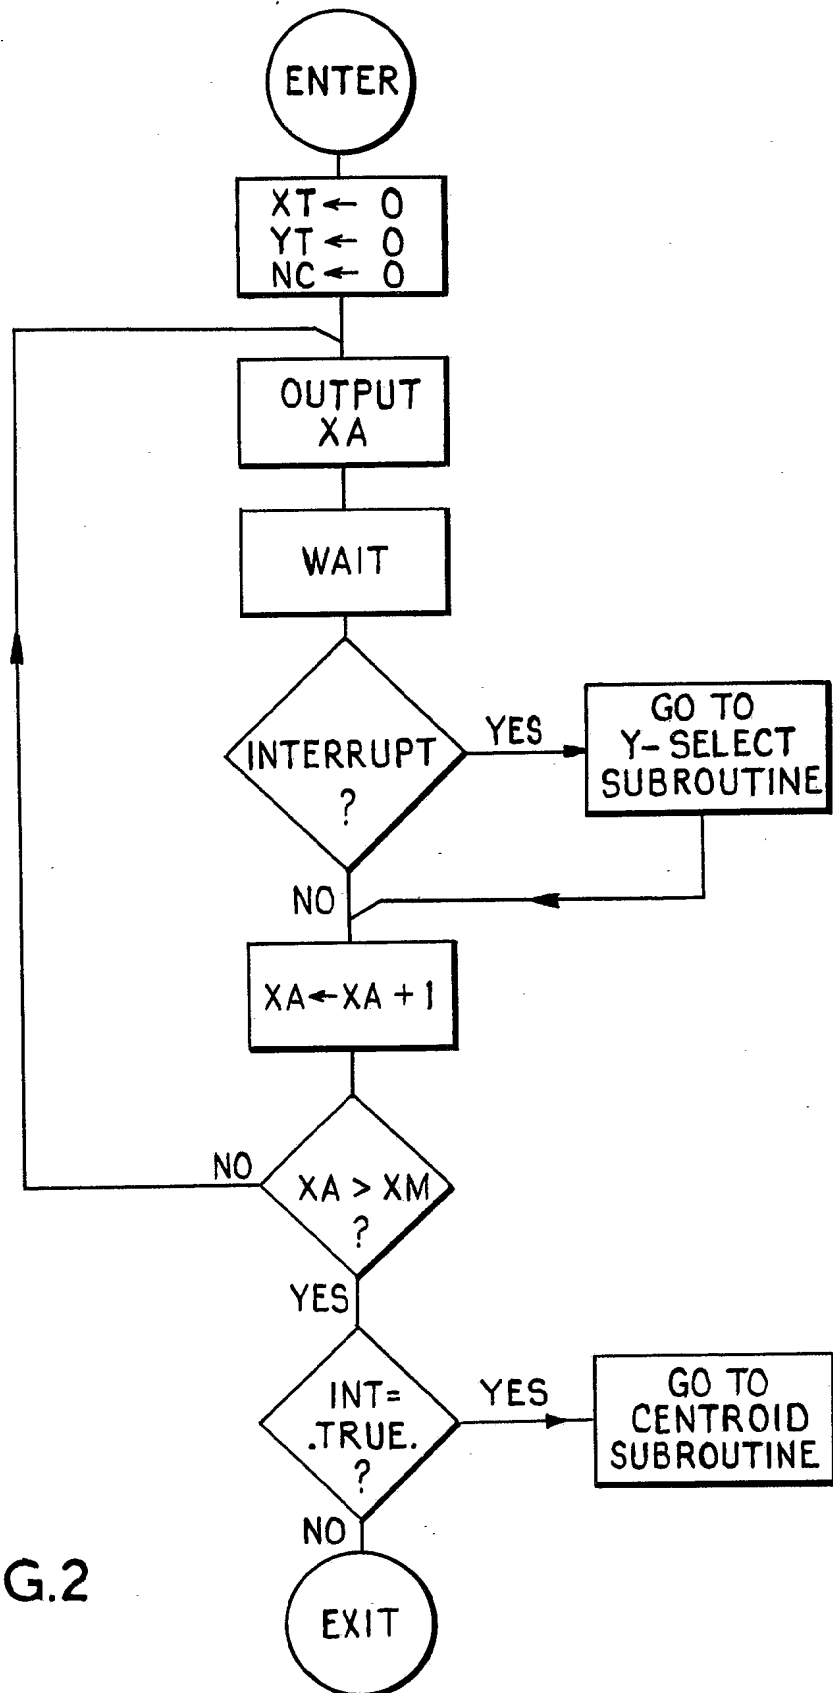 ENTER
XT ← 0
YT ← 0
NC ← 0
OUTPUT
XA
WAIT
INTERRUPT
?
YES
GO TO
Y-SELECT
SUBROUTINE
NO
XA ← XA + 1
XA > XM
?
NO
YES
INT=
.TRUE.
?
YES
GO TO
CENTROID
SUBROUTINE
NO
EXIT
G.2